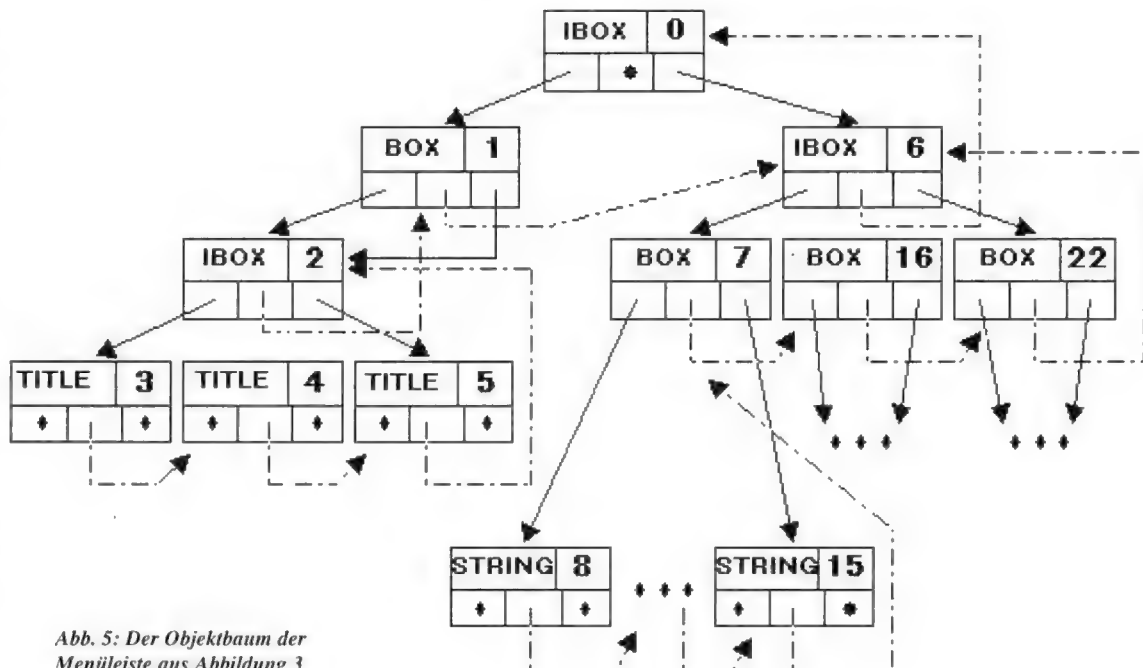 IBOX 0
BOX 1
IBOX 6
IBOX 2
BOX 7
BOX 16
BOX 22
TITLE 3
TITLE 4
TITLE 5
STRING 8
STRING 15
Abb. 5: Der Objektbaum der
Menüleiste aus Abbildung 3